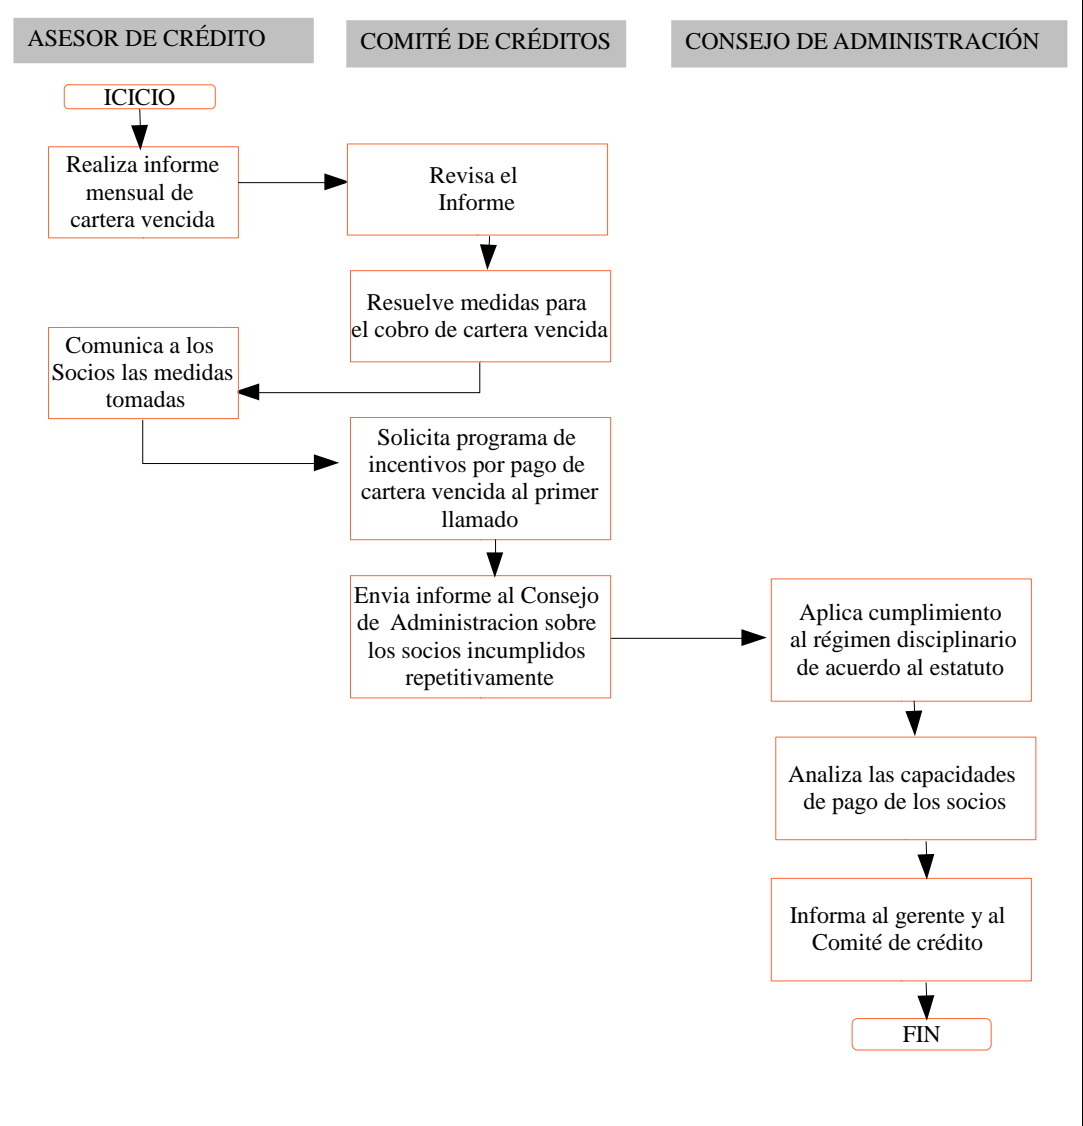 ASESOR DE CRÉDITO
COMITÉ DE CRÉDITOS
CONSEJO DE ADMINISTRACIÓN
ICICIO
Realiza informe
mensual de
cartera vencida
Revisa el
Informe
Resuelve medidas para
el cobro de cartera vencida
Comunica a los
Socios las medidas
tomadas
Solicita programa de
incentivos por pago de
cartera vencida al primer
llamado
Envia informe al Consejo
de Administracion sobre
los socios incumplidos
repetitivamente
Aplica cumplimiento
al régimen disciplinario
de acuerdo al estatuto
Analiza las capacidades
de pago de los socios
Informa al gerente y al
Comité de crédito
FIN